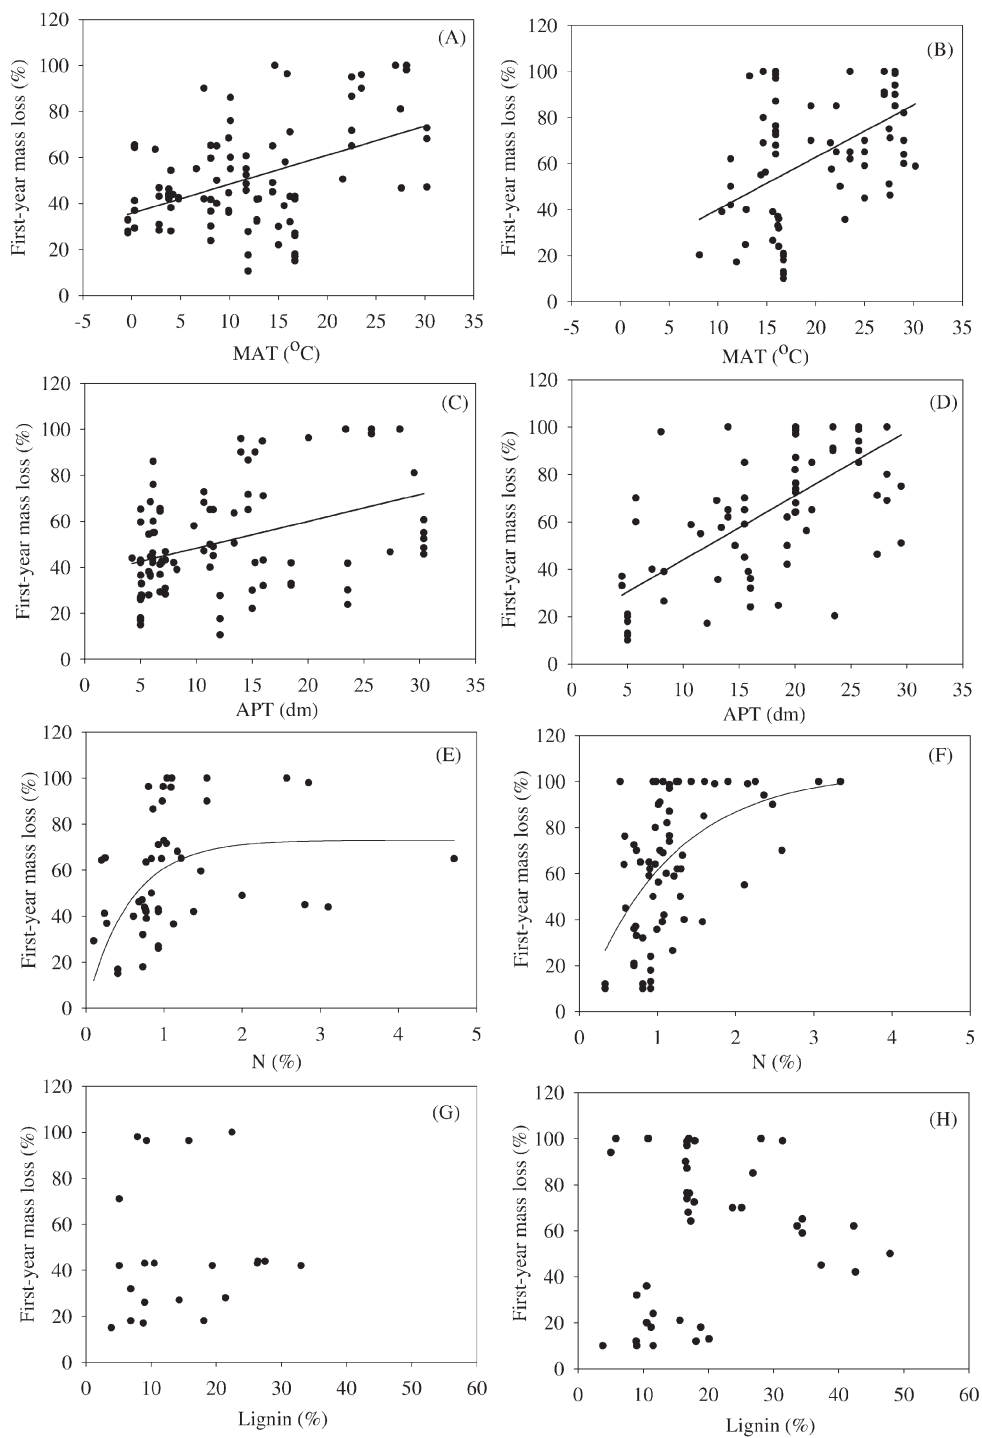 (A)
First-year mass loss (%)
120
100
80
60
40
20
0
-5 0 5 10 15 20 25 30 35
MAT (°C)
(B)
First-year mass loss (%)
120
100
80
60
40
20
0
-5 0 5 10 15 20 25 30 35
MAT (°C)
(C)
First-year mass loss (%)
120
100
80
60
40
20
0
0 5 10 15 20 25 30 35
APT (dm)
(D)
First-year mass loss (%)
120
100
80
60
40
20
0
0 5 10 15 20 25 30 35
APT (dm)
(E)
First-year mass loss (%)
120
100
80
60
40
20
0
0 1 2 3 4 5
N (%)
(F)
First-year mass loss (%)
120
100
80
60
40
20
0
0 1 2 3 4 5
N (%)
(G)
First-year mass loss (%)
120
100
80
60
40
20
0
0 10 20 30 40 50 60
Lignin (%)
(H)
First-year mass loss (%)
120
100
80
60
40
20
0
0 10 20 30 40 50 60
Lignin (%)